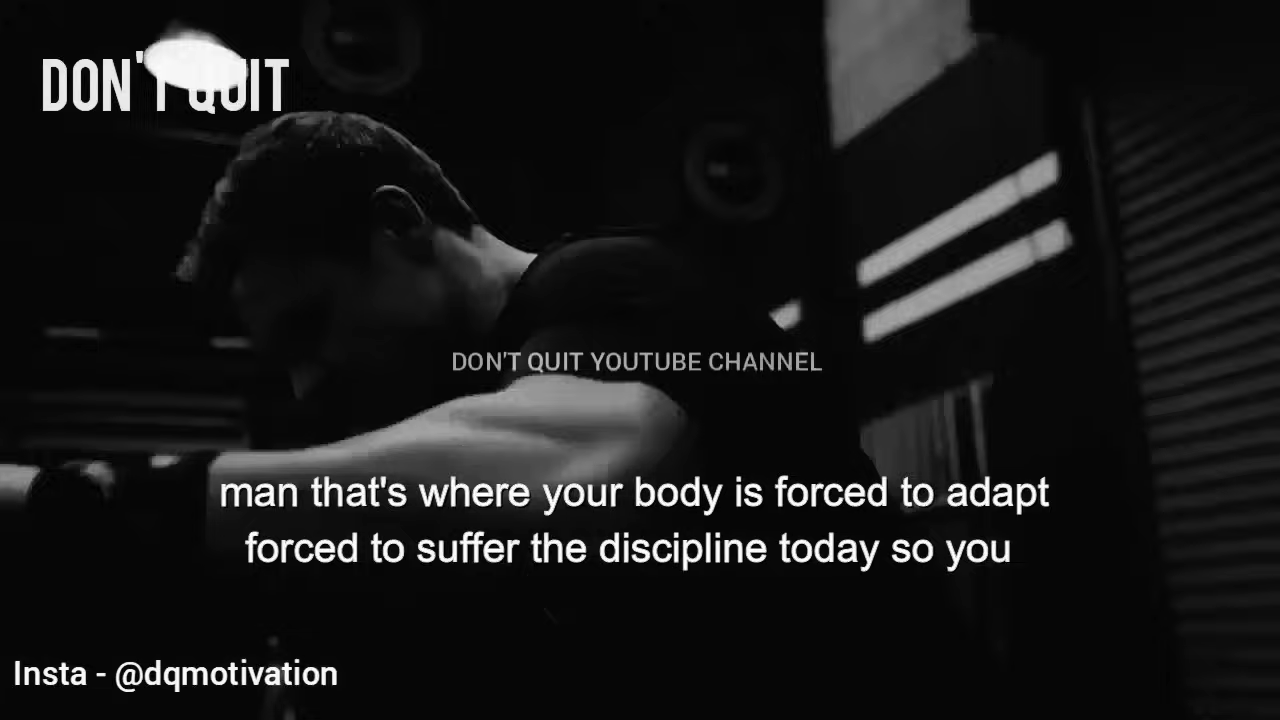 DON'T QUIT
DON'T QUIT YOUTUBE CHANNEL
man that's where your body is forced to adapt
forced to suffer the discipline today so you
Insta - @dqmotivation